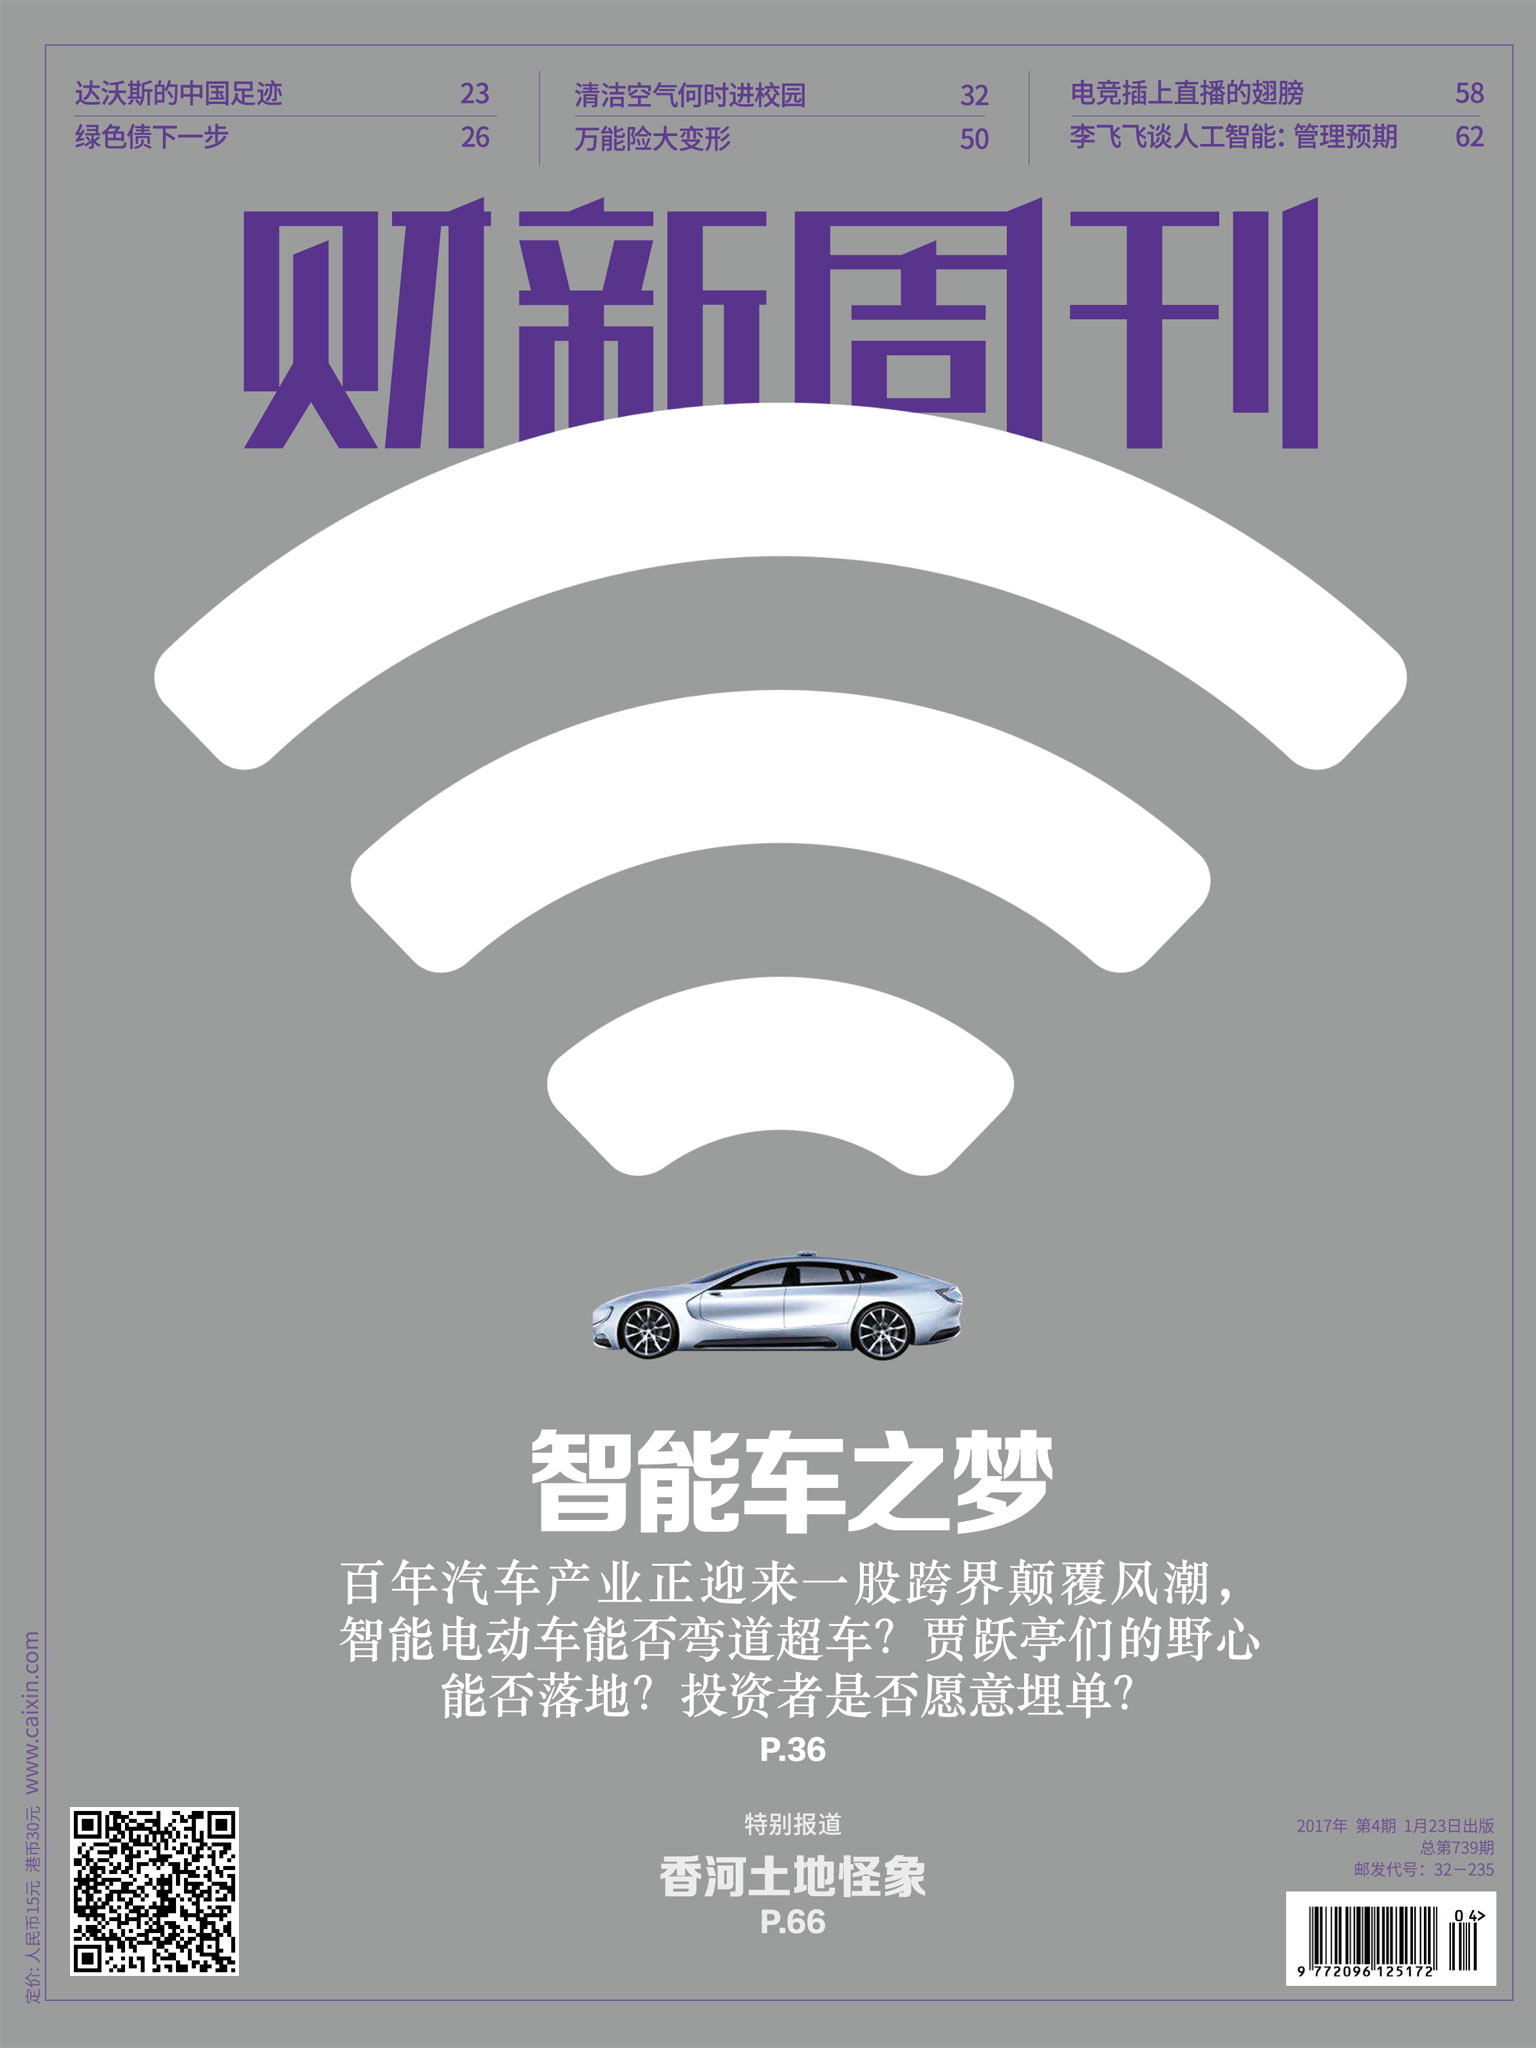 达沃斯的中国足迹 23
绿色债下一步 26
清洁空气何时进校园 32
万能险大变形 50
电竞插上直播的翅膀 58
李飞飞谈人工智能：管理预期 62
财新周刊
智能车之梦
百年汽车产业正迎来一股跨界颠覆风潮，
智能电动车能否弯道超车？贾跃亭们的野心
能否落地？投资者是否愿意埋单？
P.36
特别报道
香河土地怪象
P.66
定价：人民币15元 港币30元 www.caixin.com
2017年 第4期 1月23日出版
总第739期
邮发代号：32－235
04>
9 772096 125172